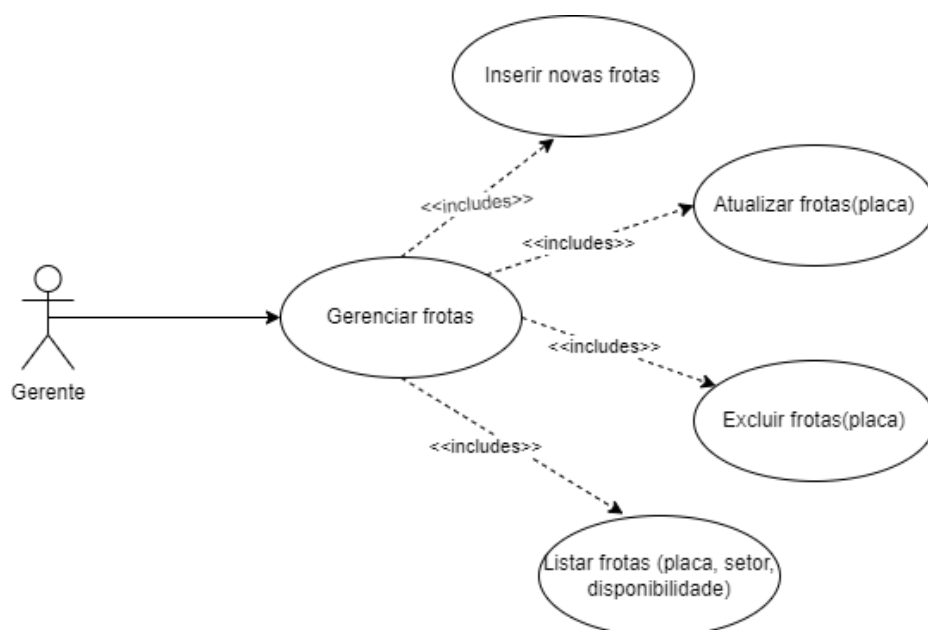 Inserir novas frotas
<<includes>>
Atualizar frotas(placa)
<<includes>>
Gerenciar frotas
<<includes>>
Gerente
Excluir frotas(placa)
<<includes>>
Listar frotas (placa, setor,
disponibilidade)